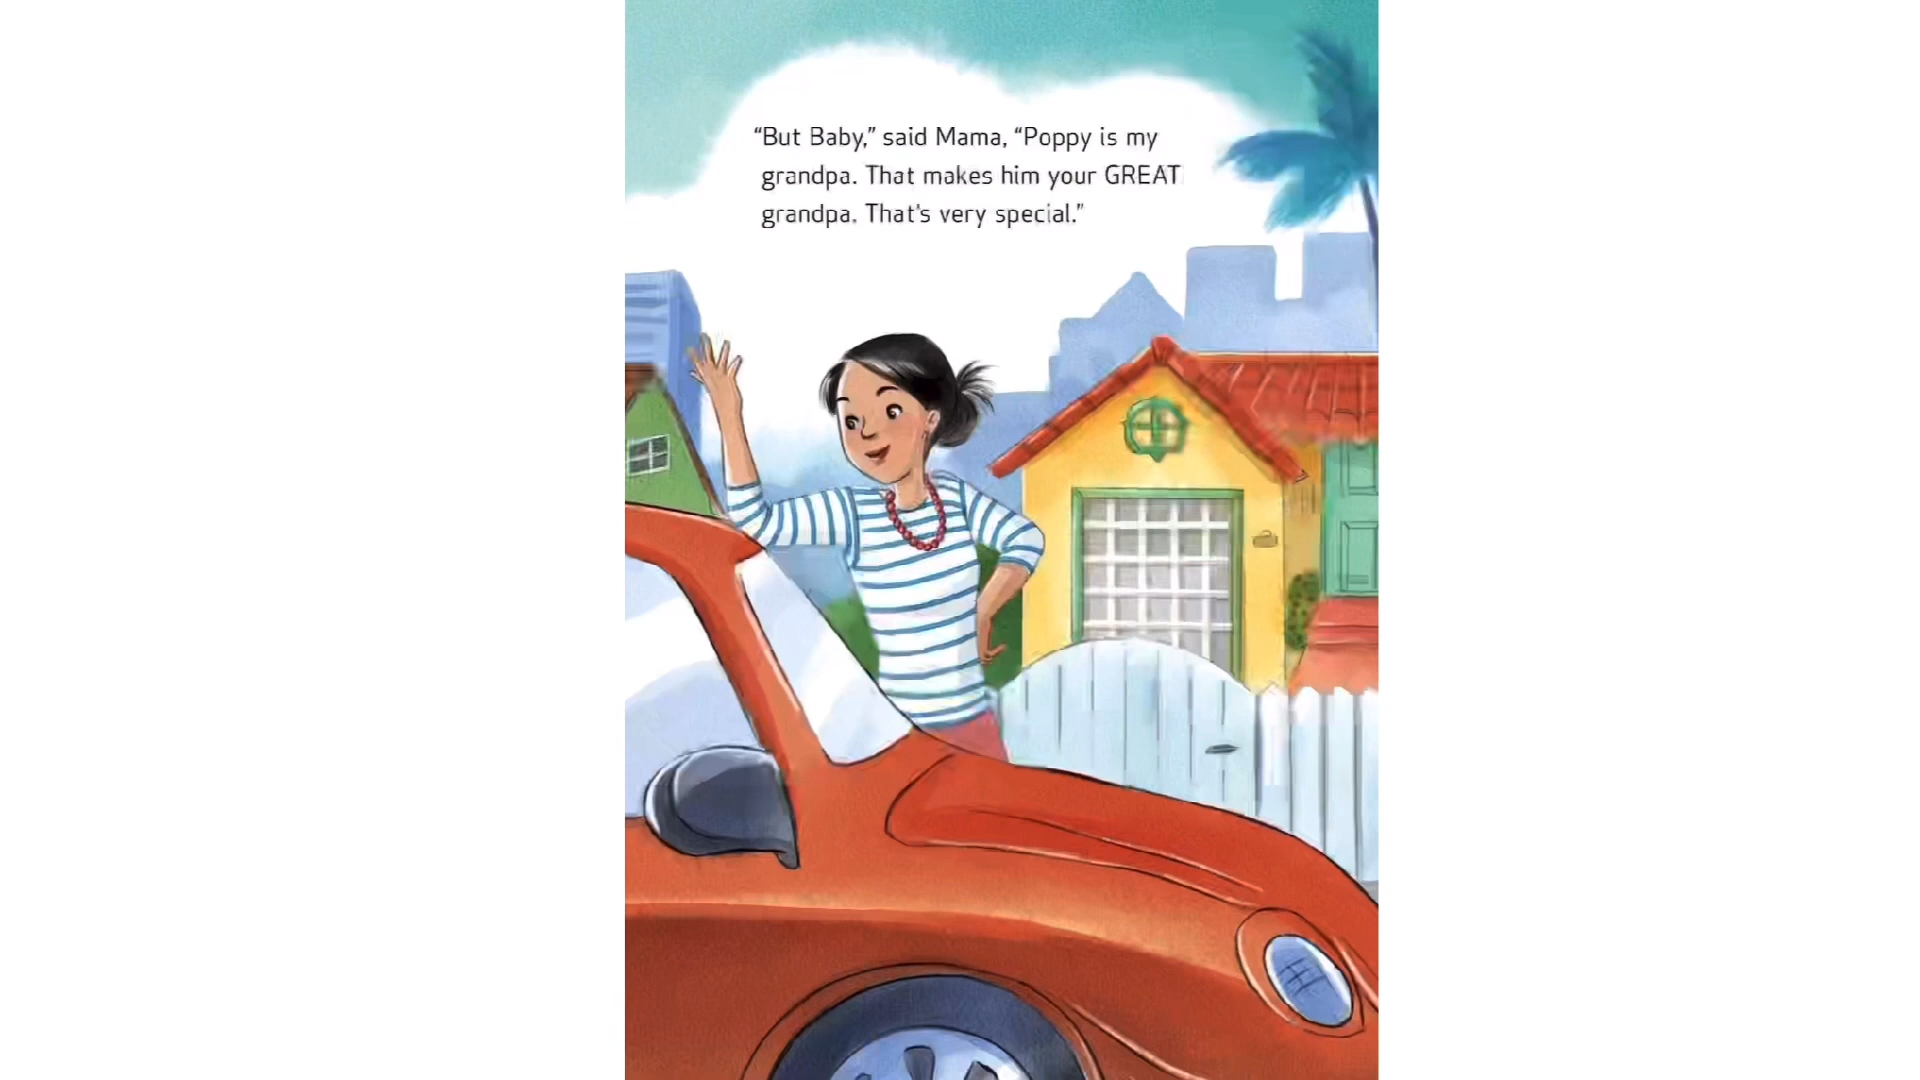 “But Baby,” said Mama, “Poppy is my
grandpa. That makes him your GREAT
grandpa. That's very special.”